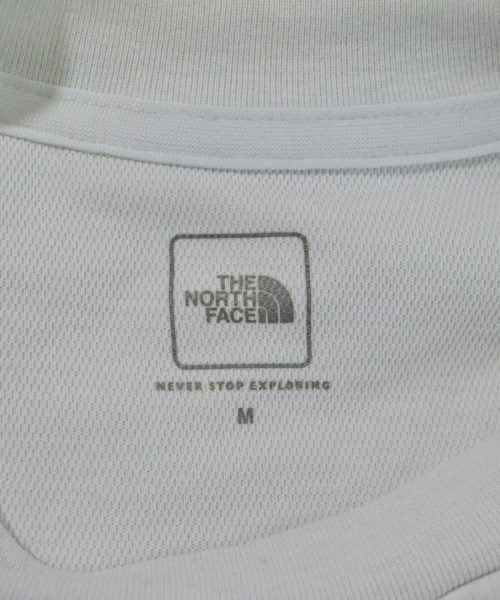 THE
NORTH
FACE
NEVER STOP EXPLORING
M